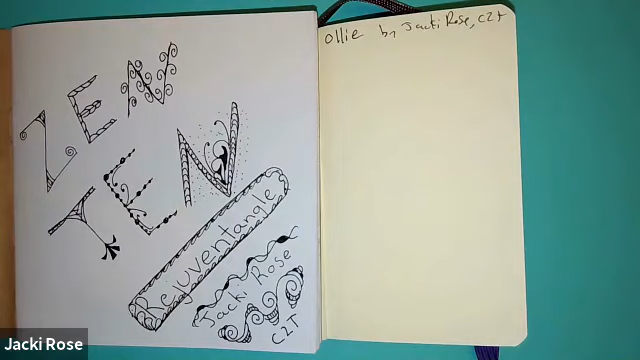 ZEN
TEN
Rejuventangle
Jacki Rose
CZT
Ollie by Jacki Rose, CZT
Jacki Rose